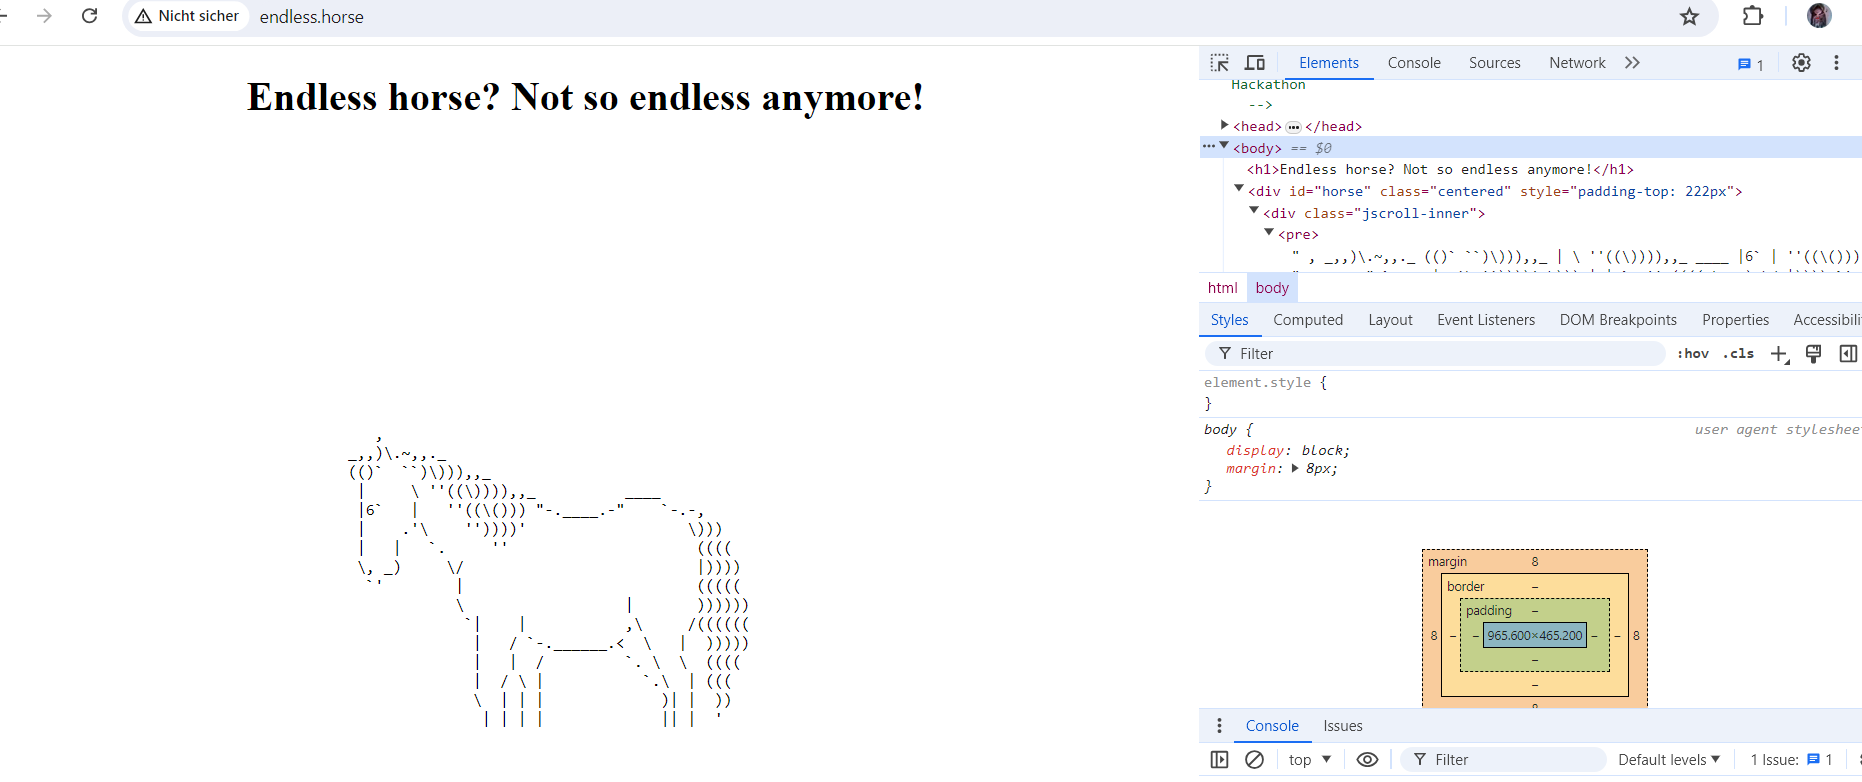 Nicht sicher endless.horse
Endless horse? Not so endless anymore!
             ,
          _,,)\.~,,._
          (()`  ``)\))),,_
           |     \ ''((\)))),,_          ____
           |6`   |   ''((\())) "-.____.-"    `-.-,
           |    .'\    ''))))'                  \)))
           |   |   `.     ''                     ((((
           \, _)     \/                          |))))
            `'        |                          (((((
                      \                  |       ))))))
                       `|    |           ,\     /((((((
                        |   / `-.______.<  \   |  )))))
                        |   |  /         `. \  \  ((((
                        |  / \ |           `.\  | (((
                        \  | | |             )| |  ))
                         | | | |             || |  '
Elements Console Sources Network 1
Hackathon
-->
<head> </head>
<body> == $0
<h1>Endless horse? Not so endless anymore!</h1>
<div id="horse" class="centered" style="padding-top: 222px">
<div class="jscroll-inner">
<pre>
" , _,,)\.~,,._ (()` ``)\))),,_ | \ ''((\)))),,_ ____ |6` | ''((\()))
html body
Styles Computed Layout Event Listeners DOM Breakpoints Properties Accessibili
Filter :hov .cls
element.style {
}
body { user agent stylesheet
display: block;
margin: 8px;
}
margin 8
border –
padding –
8 – – 965.600×465.200 – – 8
–
–
Console Issues
top Filter Default levels 1 Issue: 1